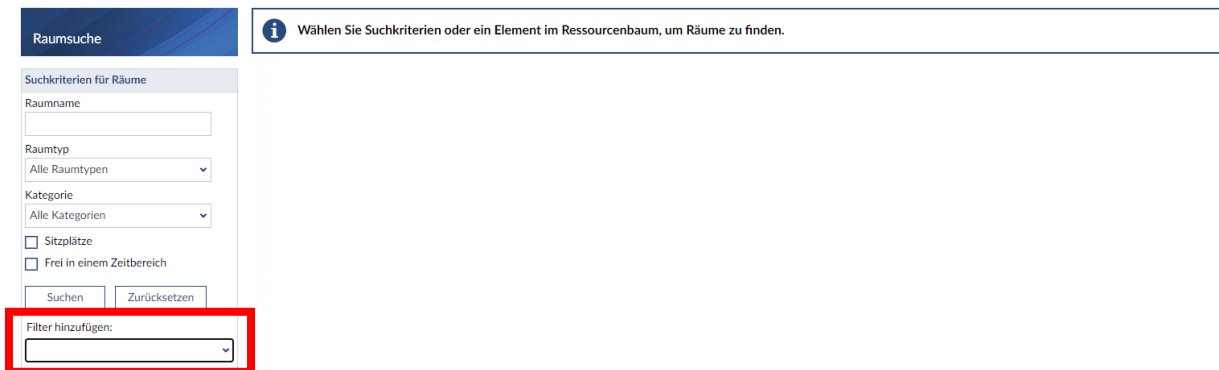 Raumsuche
Wählen Sie Suchkriterien oder ein Element im Ressourcenbaum, um Räume zu finden.
Suchkriterien für Räume
Raumname
Raumtyp
Alle Raumtypen
Kategorie
Alle Kategorien
Sitzplätze
Frei in einem Zeitbereich
Suchen Zurücksetzen
Filter hinzufügen: